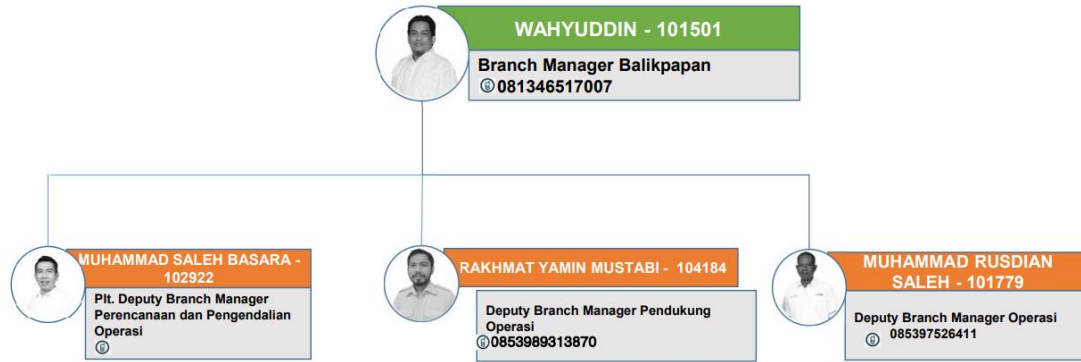 WAHYUDDIN - 101501
Branch Manager Balikpapan
081346517007
MUHAMMAD SALEH BASARA -
102922
Plt. Deputy Branch Manager
Perencanaan dan Pengendalian
Operasi
RAKHMAT YAMIN MUSTABI - 104184
Deputy Branch Manager Pendukung
Operasi
0853989313870
MUHAMMAD RUSDIAN
SALEH - 101779
Deputy Branch Manager Operasi
085397526411